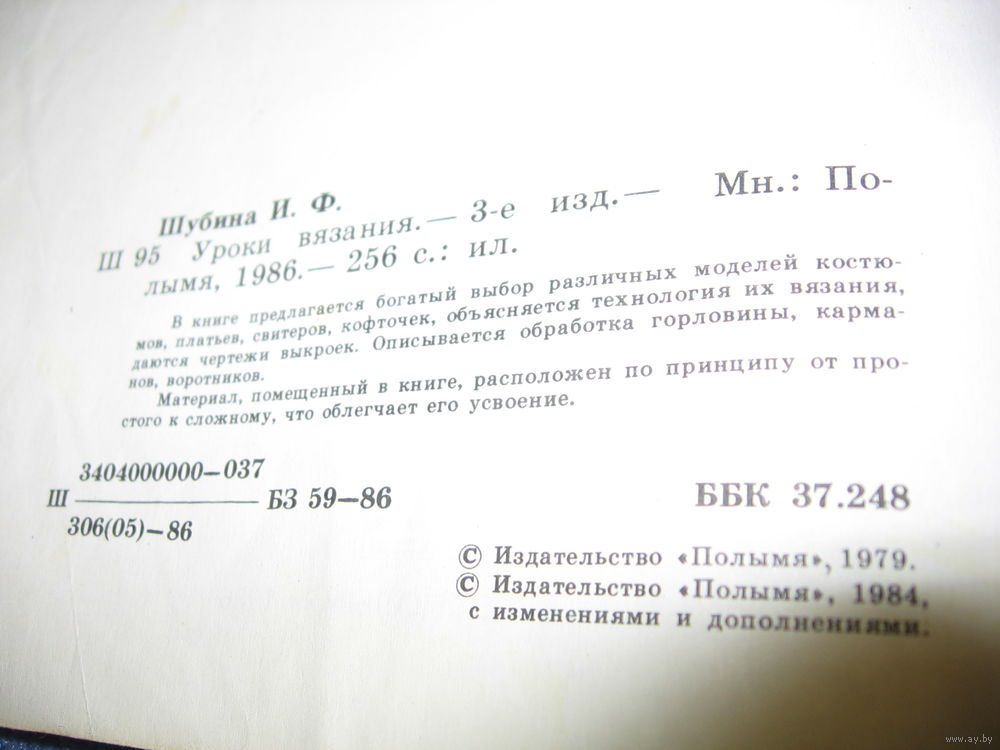 Шубина И. Ф.
Ш 95 Уроки вязания.— 3-е изд.— Мн.: По-
лымя, 1986.— 256 с.: ил.
В книге предлагается богатый выбор различных моделей костю-
мов, платьев, свитеров, кофточек, объясняется технология их вязания,
даются чертежи выкроек. Описывается обработка горловины, карма-
нов, воротников.
Материал, помещенный в книге, расположен по принципу от про-
стого к сложному, что облегчает его усвоение.
3404000000—037
Ш ———— БЗ 59—86
306(05)—86
ББК 37.248
© Издательство «Полымя», 1979.
© Издательство «Полымя», 1984,
с изменениями и дополнениями.
www.ay.by